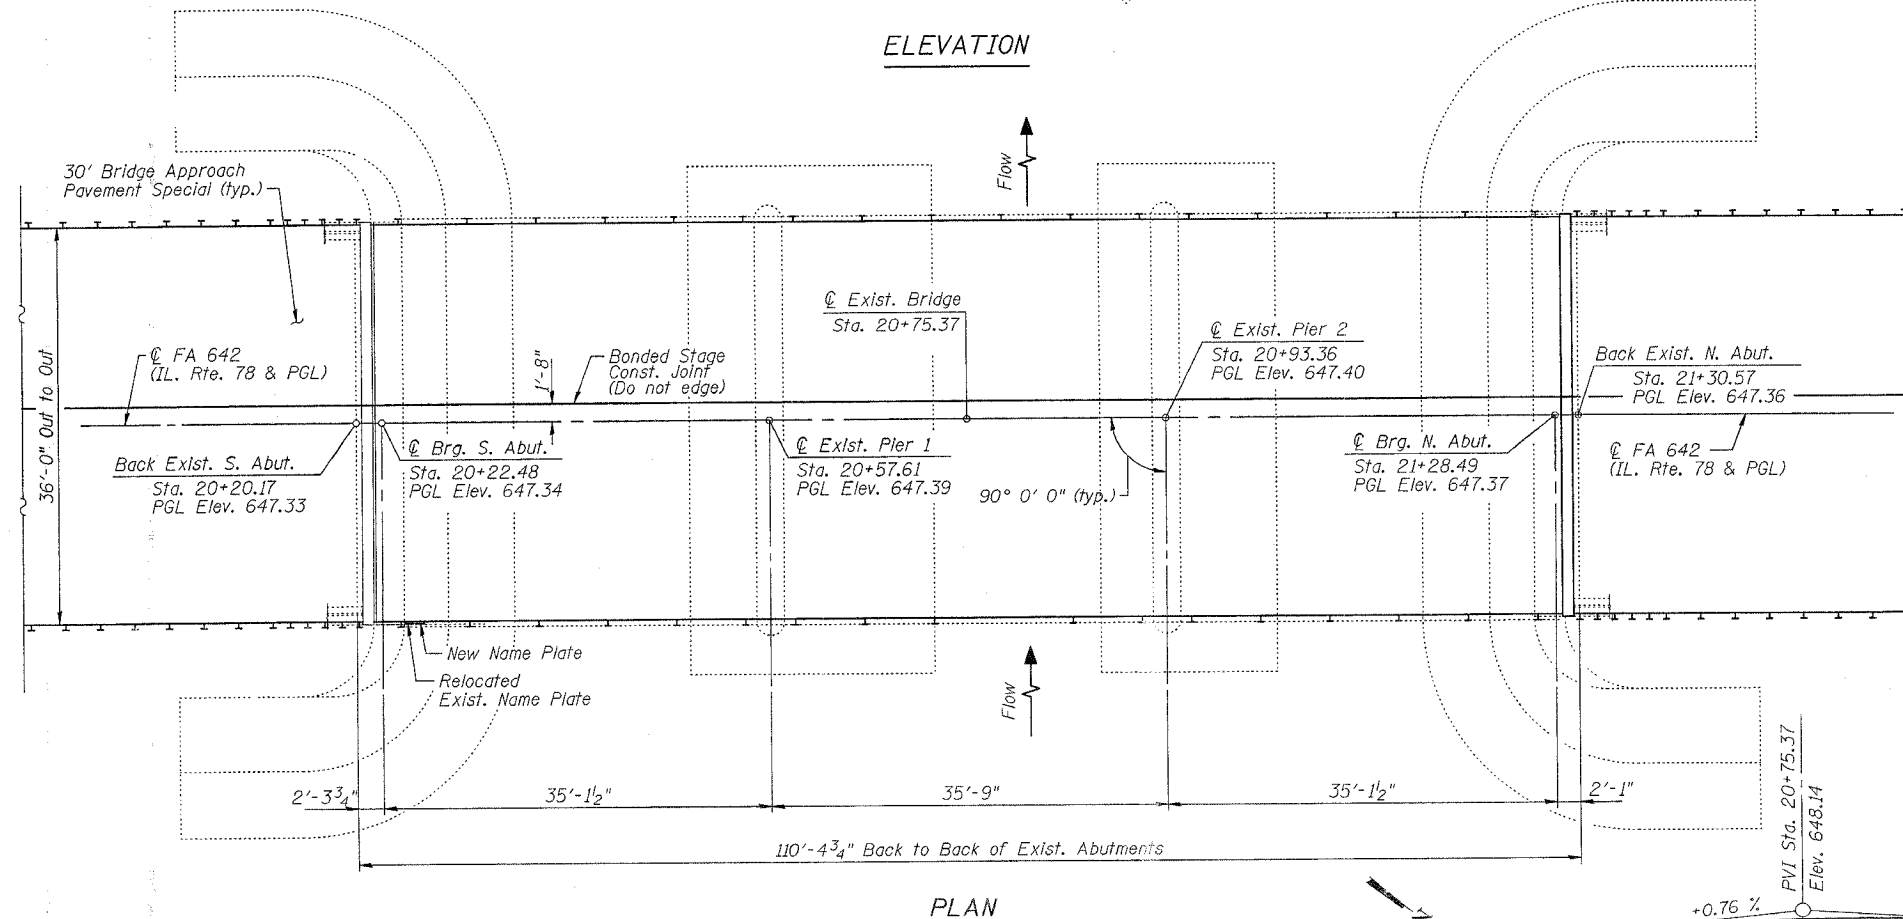 ELEVATION
Flow
30' Bridge Approach
Pavement Special (typ.)
36'-0" Out to Out
℄ FA 642
(IL. Rte. 78 & PGL)
1'-8"
Bonded Stage
Const. Joint
(Do not edge)
℄ Exist. Bridge
Sta. 20+75.37
℄ Exist. Pier 2
Sta. 20+93.36
PGL Elev. 647.40
Back Exist. N. Abut.
Sta. 21+30.57
PGL Elev. 647.36
Back Exist. S. Abut.
Sta. 20+20.17
PGL Elev. 647.33
℄ Brg. S. Abut.
Sta. 20+22.48
PGL Elev. 647.34
℄ Exist. Pier 1
Sta. 20+57.61
PGL Elev. 647.39
90° 0' 0" (typ.)
℄ Brg. N. Abut.
Sta. 21+28.49
PGL Elev. 647.37
℄ FA 642
(IL. Rte. 78 & PGL)
New Name Plate
Relocated
Exist. Name Plate
Flow
2'-3¾"
35'-1½"
35'-9"
35'-1½"
2'-1"
110'-4¾" Back to Back of Exist. Abutments
PLAN
PVI Sta. 20+75.37
Elev. 648.14
+0.76 %